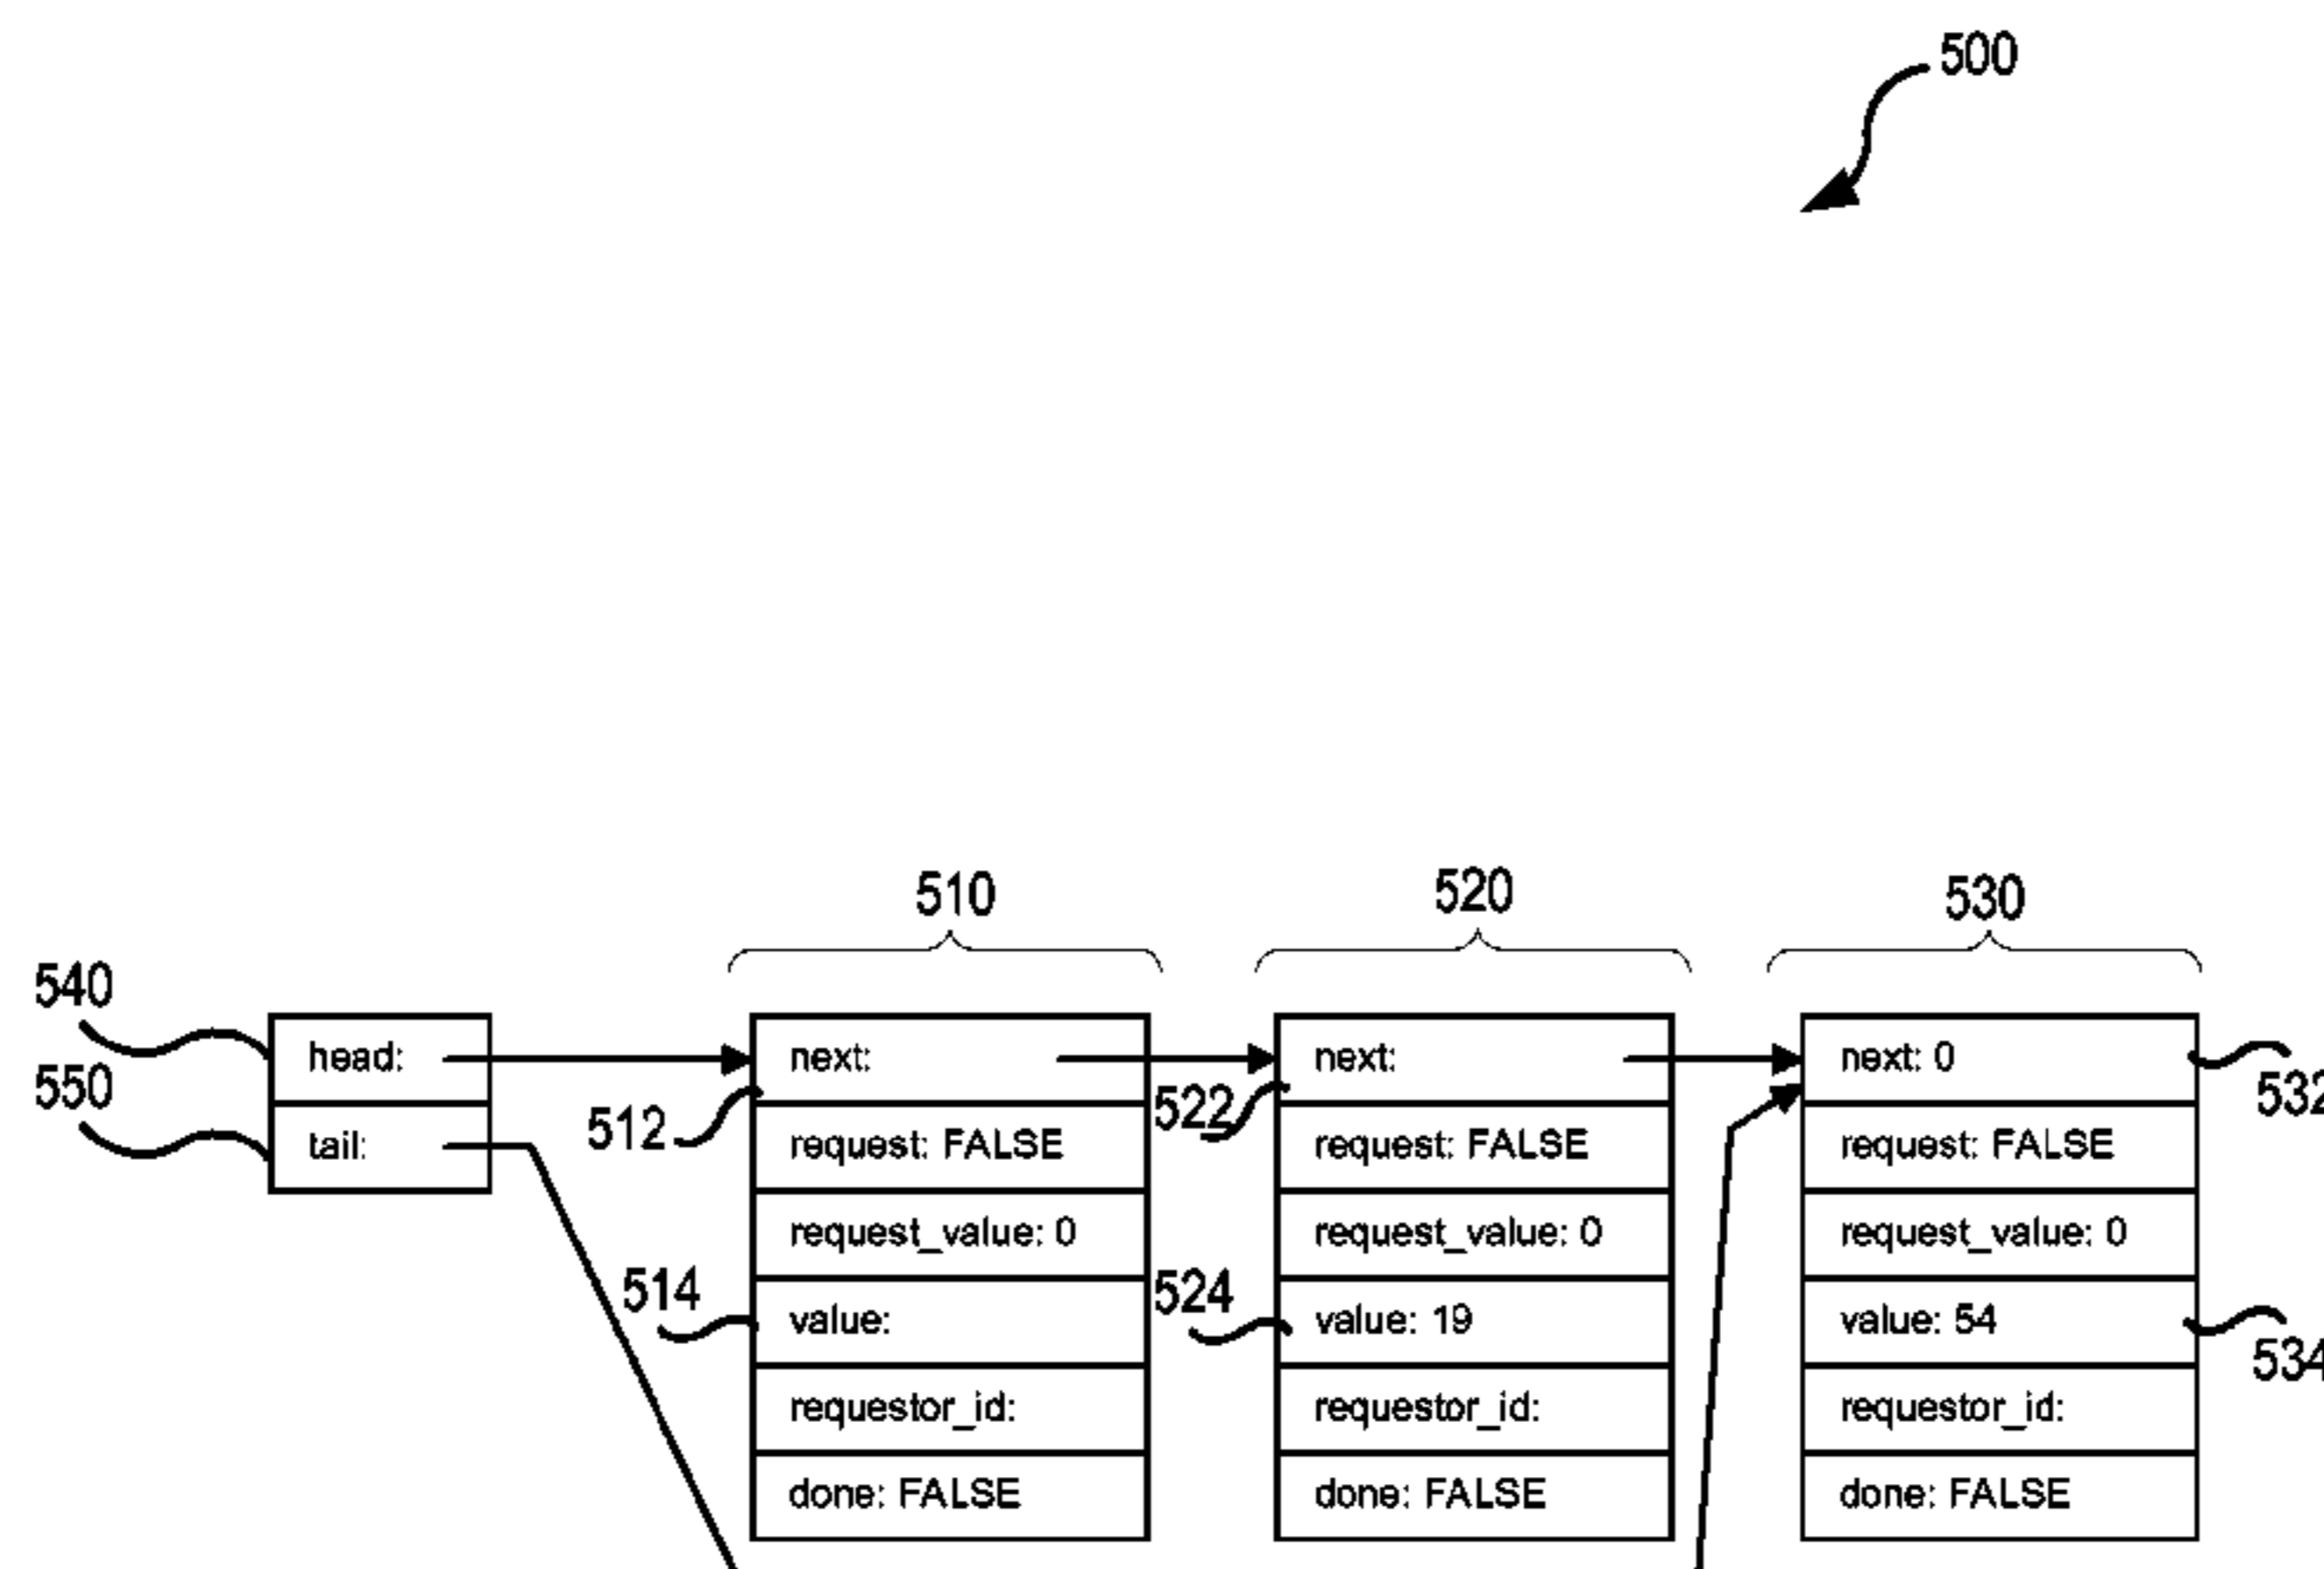 500
510
520
530
540
550
head:
tail:
512
514
next:
request: FALSE
request_value: 0
value:
requestor_id:
done: FALSE
522
524
next:
request: FALSE
request_value: 0
value: 19
requestor_id:
done: FALSE
next: 0
request: FALSE
request_value: 0
value: 54
requestor_id:
done: FALSE
532
534